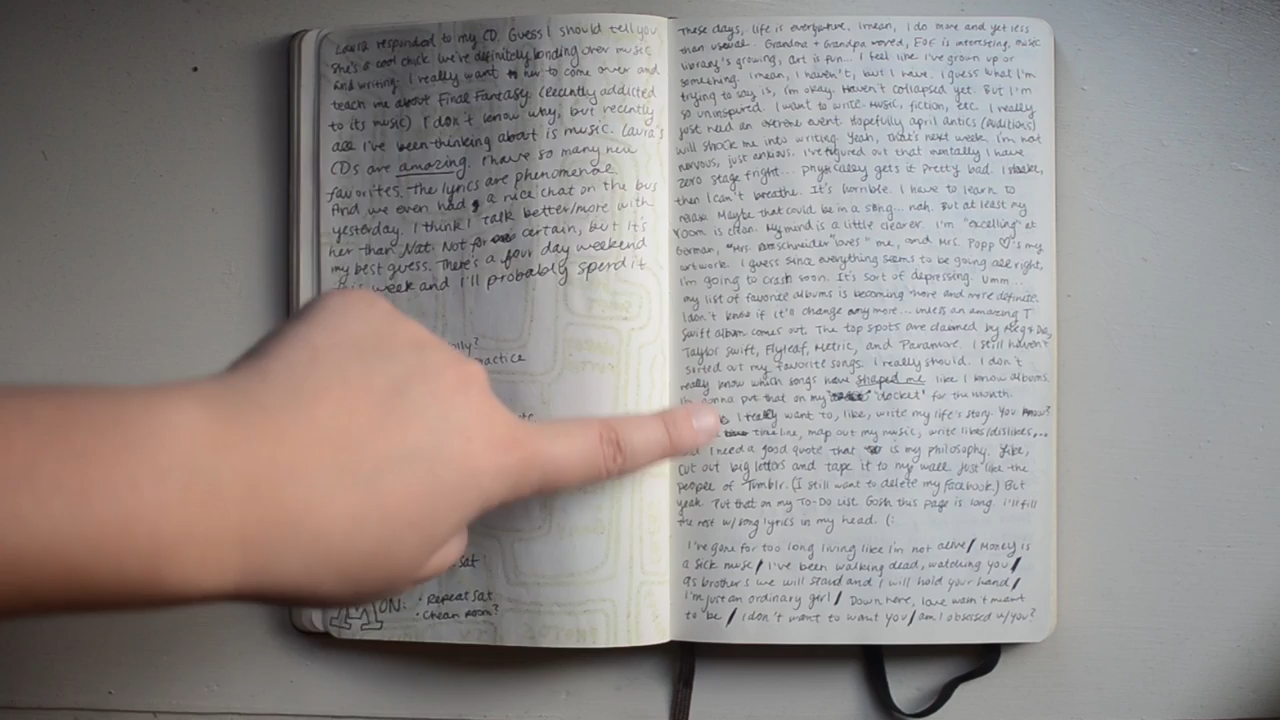 Laura responded to my CD. Guess I should tell you
she's a cool chick. We're definitely bonding over music
and writing. I really want to her to come over and
teach me about Final Fantasy. (recently addicted
to its music) I don't know why, but recently
all I've been thinking about is music. Laura's
CDs are amazing. I have so many new
favorites. The lyrics are phenomenal.
And we even had a nice chat on the bus
yesterday. I think I talk better/more with
her than Nat. Not for certain, but it's
my best guess. There's a four day weekend
week and I'll probably spend it
olly?
actice
Sat
ON: • Repeat Sat
• Clean Room?
These days, life is everywhere. I mean, I do more and yet less
than usual. Grandma + Grandpa moved, EOE is interesting, music
library's growing, art is fun... I feel like I've grown up or
something. I mean, I haven't, but I have. I guess what I'm
trying to say is, I'm okay. Haven't collapsed yet. But I'm
so uninspired. I want to write. Music, fiction, etc. I really
just need an extreme event. Hopefully april antics (auditions)
will shock me into writing. Yeah, that's next week. I'm not
nervous, just anxious. I've figured out that mentally I have
zero stage fright... physically gets it pretty bad. I shake,
then I can't breathe. It's horrible. I have to learn to
relax. Maybe that could be in a song... nah. But at least my
room is clean. My mind is a little clearer. I'm "excelling" at
German, "Mrs. schneider loves" me, and Mrs. Popp ♡'s my
artwork. I guess since everything seems to be going all right,
I'm going to crash soon. It's sort of depressing. Umm...
my list of favorite albums is becoming more and more definite.
I don't know if it'll change any more... unless an amazing T
Swift album comes out. The top spots are claimed by
Taylor Swift, Flyleaf, Metric, and Paramore. I still haven't
sorted out my favorite songs. I really should. I don't
really know which songs have shaped me like I know albums.
I'm gonna put that on my "docket" for the month.
I really want to, like, write my life's story. You know?
timeline, map out my music, write likes/dislikes,...
I need a good quote that is my philosophy. Like,
cut out big letters and tape it to my wall just like the
people of Tumblr. (I still want to delete my Facebook.) But
yeah. Put that on my To-Do List. Gosh this page is long. I'll fill
the rest w/ song lyrics in my head. (:
I've gone for too long living like I'm not alive / Money is
a sick muse / I've been walking dead, watching you /
as brothers we will stand and I will hold your hand /
I'm just an ordinary girl / Down here, love wasn't meant
to be / I don't want to want you / am I obsessed w/ you?